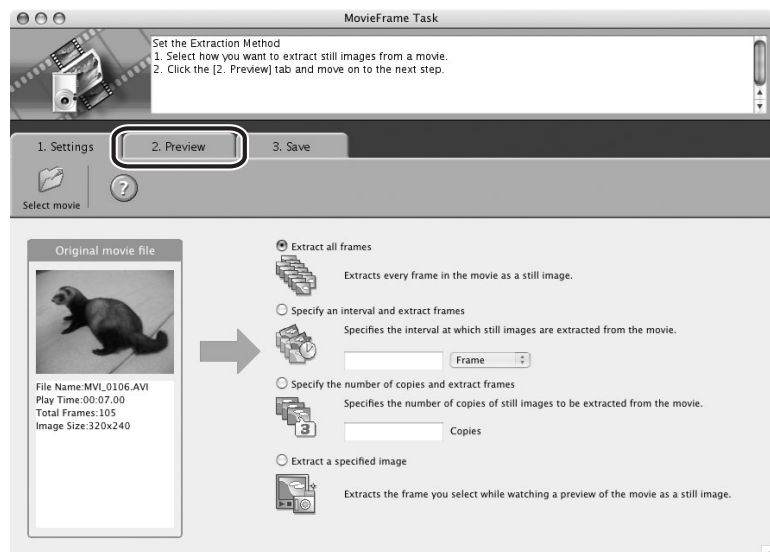 MovieFrame Task
Set the Extraction Method
1. Select how you want to extract still images from a movie.
2. Click the [2. Preview] tab and move on to the next step.
1. Settings
2. Preview
3. Save
Select movie
?
Original movie file
File Name:MVI_0106.AVI
Play Time:00:07.00
Total Frames:105
Image Size:320x240
Extract all frames
Extracts every frame in the movie as a still image.
Specify an interval and extract frames
Specifies the interval at which still images are extracted from the movie.
Frame
Specify the number of copies and extract frames
Specifies the number of copies of still images to be extracted from the movie.
3
Copies
Extract a specified image
Extracts the frame you select while watching a preview of the movie as a still image.